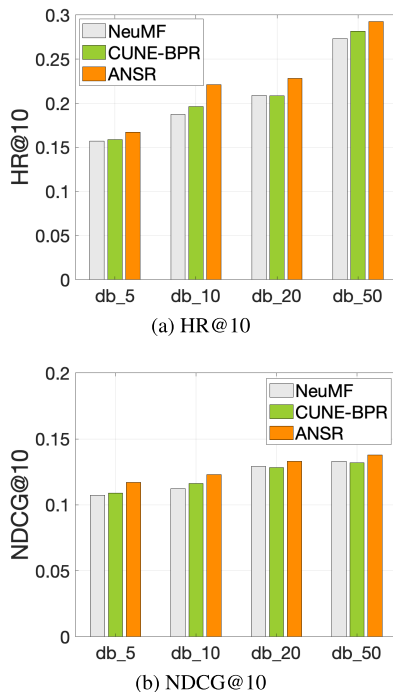 0.3
0.25
0.2
0.15
0.1
0.05
0
HR@10
NeuMF
CUNE-BPR
ANSR
db_5 db_10 db_20 db_50
(a) HR@10
0.2
0.15
0.1
0.05
0
NDCG@10
NeuMF
CUNE-BPR
ANSR
db_5 db_10 db_20 db_50
(b) NDCG@10